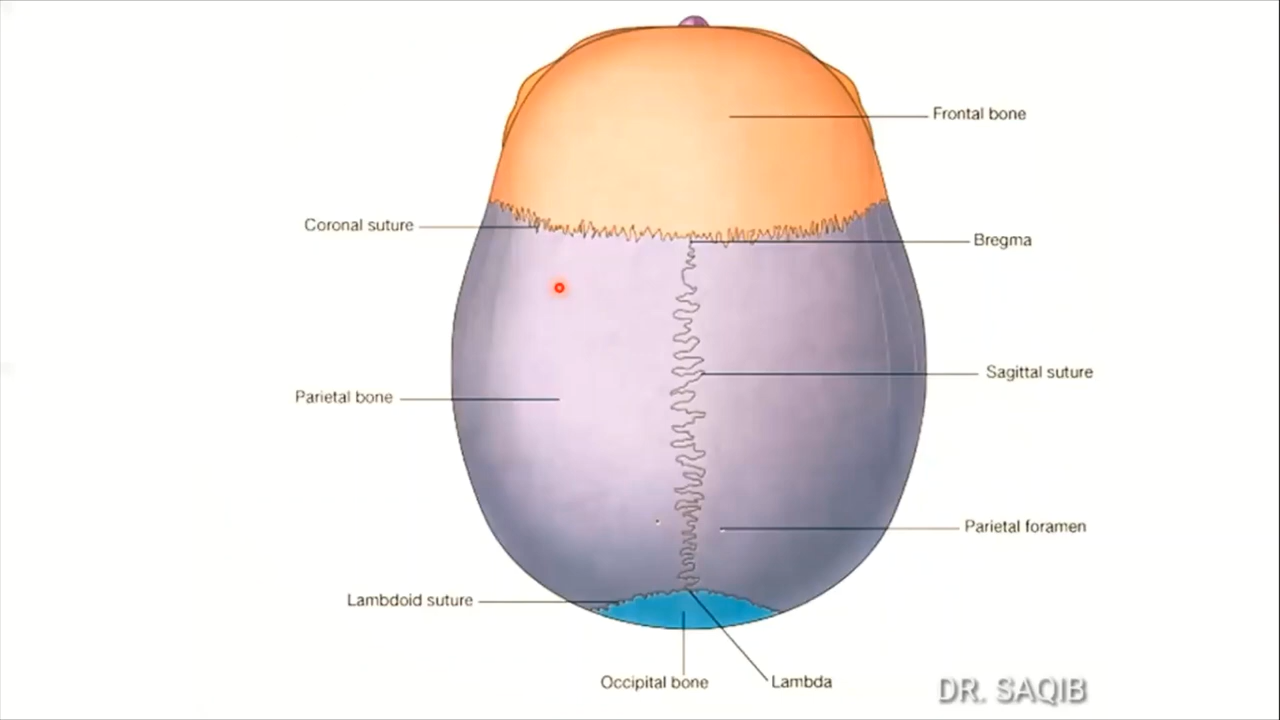 Frontal bone
Coronal suture
Bregma
Sagittal suture
Parietal bone
Parietal foramen
Lambdoid suture
Occipital bone
Lambda
DR. SAQIB